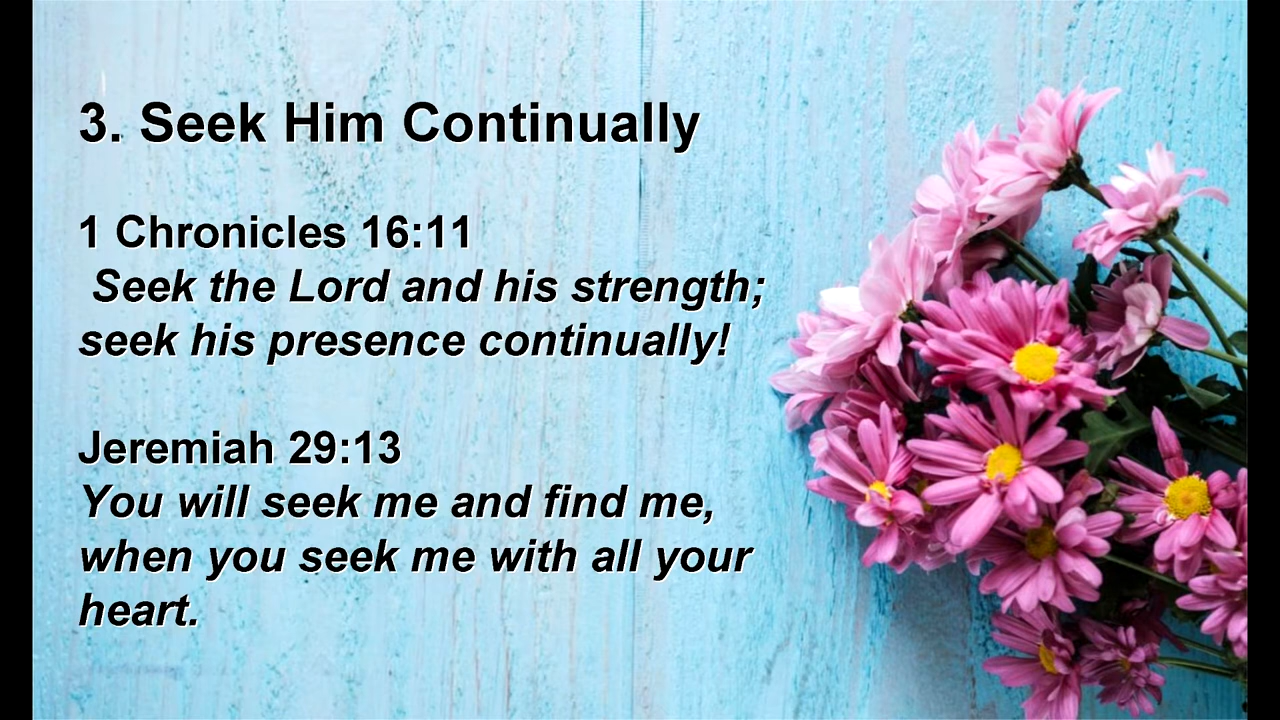 3. Seek Him Continually
1 Chronicles 16:11
Seek the Lord and his strength;
seek his presence continually!
Jeremiah 29:13
You will seek me and find me,
when you seek me with all your
heart.